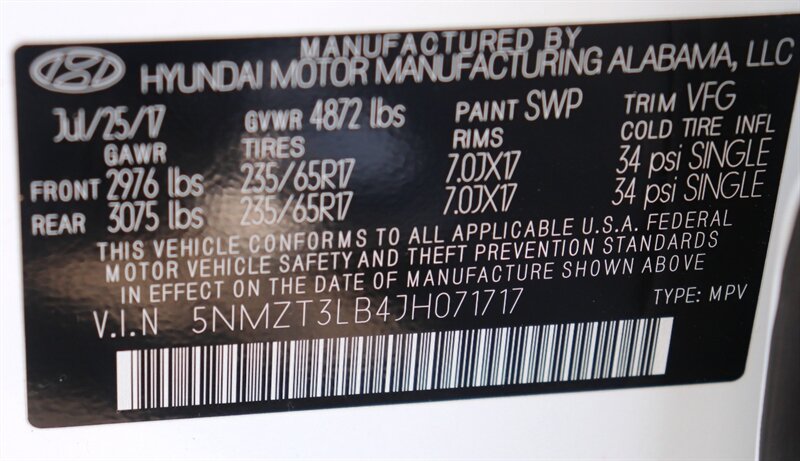 MANUFACTURED BY
HYUNDAI MOTOR MANUFACTURING ALABAMA, LLC
Jul/25/17 GVWR 4872 lbs PAINT SWP TRIM VFG
GAWR TIRES RIMS COLD TIRE INFL
FRONT 2976 lbs 235/65R17 7.0JX17 34 psi SINGLE
REAR 3075 lbs 235/65R17 7.0JX17 34 psi SINGLE
THIS VEHICLE CONFORMS TO ALL APPLICABLE U.S.A. FEDERAL
MOTOR VEHICLE SAFETY AND THEFT PREVENTION STANDARDS
IN EFFECT ON THE DATE OF MANUFACTURE SHOWN ABOVE
V.I.N 5NMZT3LB4JH071717 TYPE: MPV